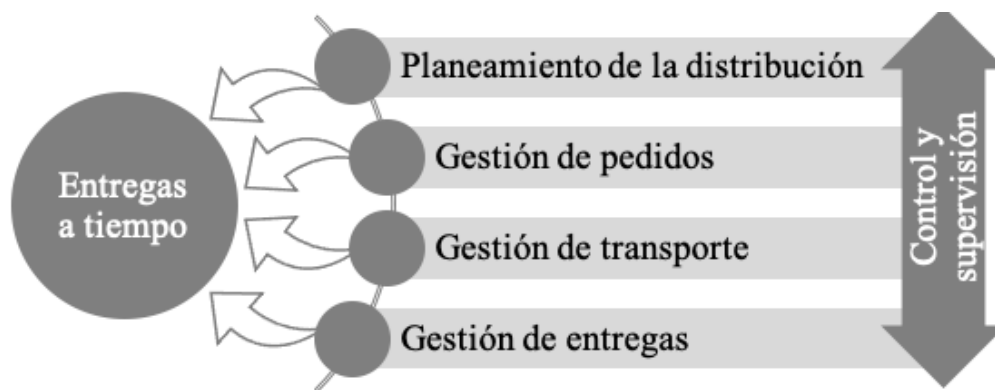 Planeamiento de la distribución
Gestión de pedidos
Entregas
a tiempo
Gestión de transporte
Gestión de entregas
Control y
supervisión